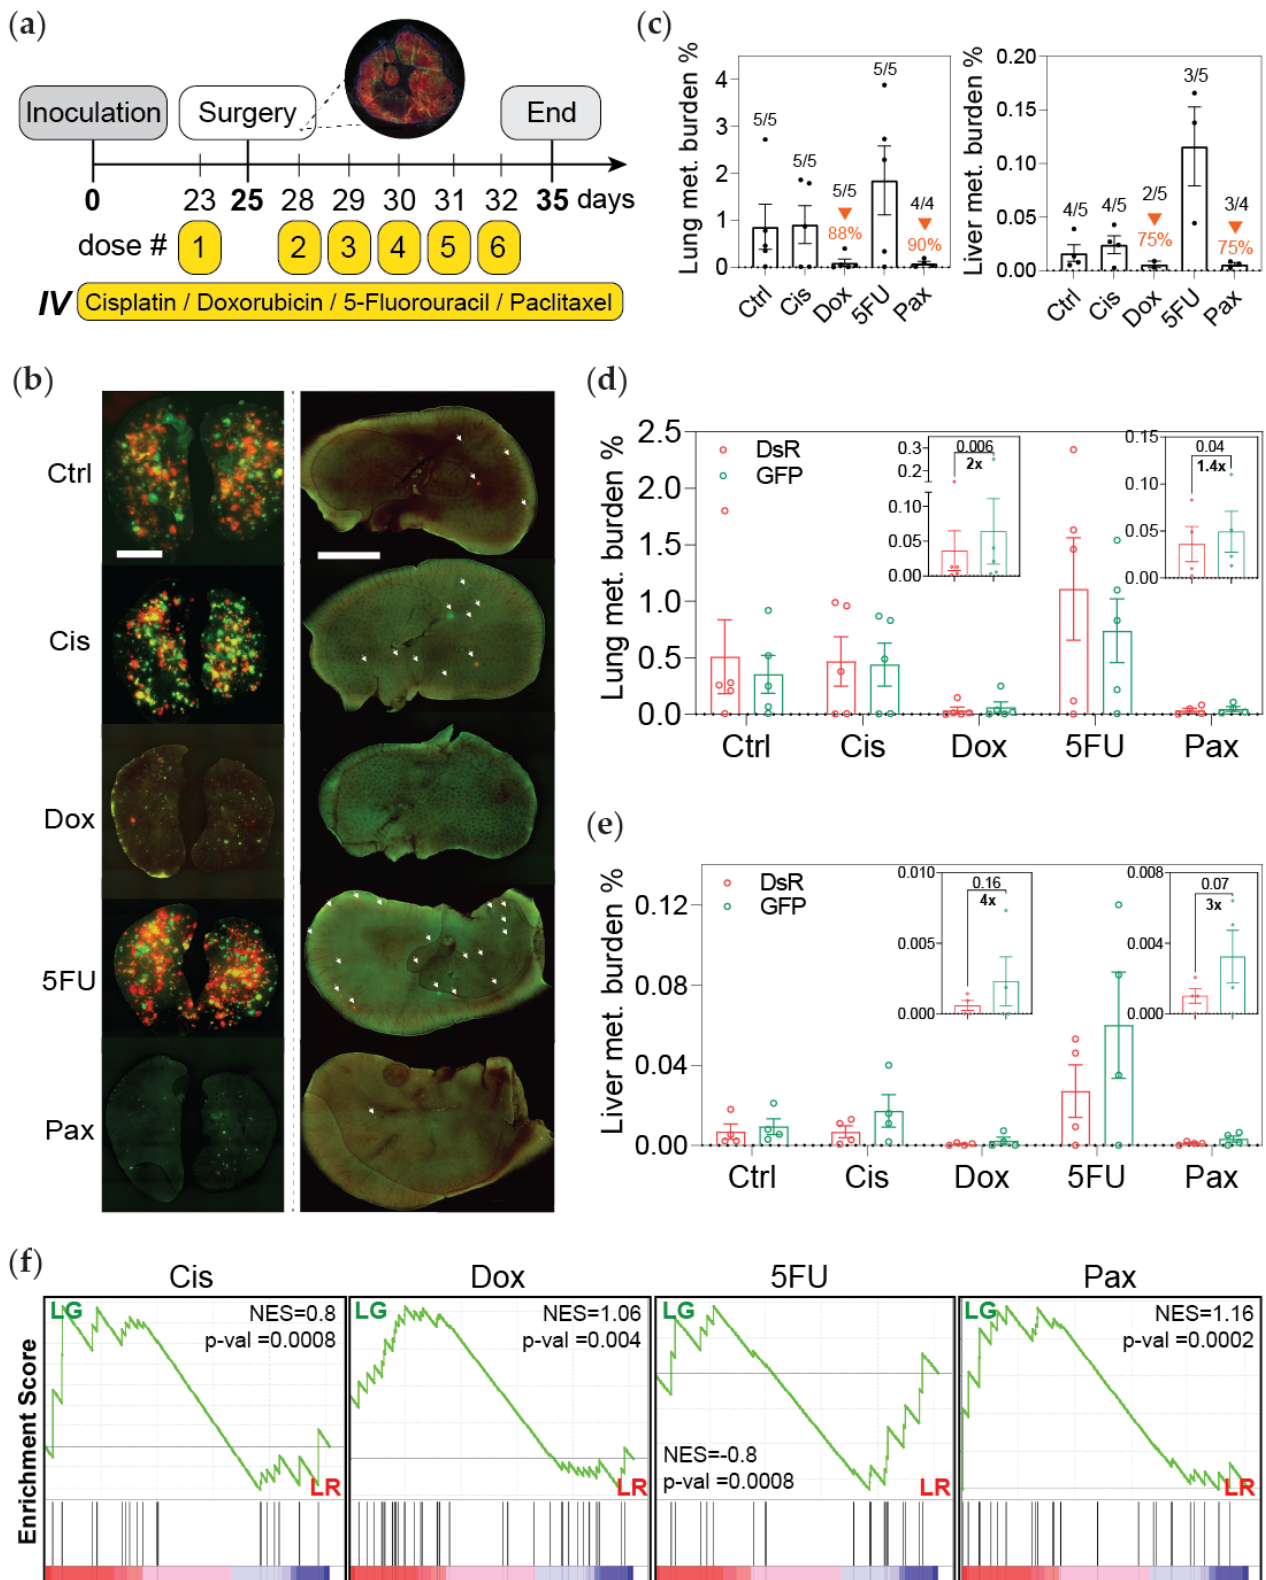 (a)
Inoculation
Surgery
End
0 23 25 28 29 30 31 32 35 days
dose # 1 2 3 4 5 6
IV Cisplatin / Doxorubicin / 5-Fluorouracil / Paclitaxel
(c)
Lung met. burden %
4
3
2
1
0
5/5
5/5
5/5
88%
5/5
4/4
90%
Ctrl Cis Dox 5FU Pax
Liver met. burden %
0.20
0.15
0.10
0.05
0.00
4/5
4/5
2/5
75%
3/5
3/4
75%
Ctrl Cis Dox 5FU Pax
(b)
Ctrl
Cis
Dox
5FU
Pax
(d)
Lung met. burden %
2.5
2.0
1.5
1.0
0.5
0.0
DsR
GFP
0.3
0.2
0.10
0.05
0.00
0.006
2x
0.15
0.10
0.05
0.00
0.04
1.4x
Ctrl Cis Dox 5FU Pax
(e)
Liver met. burden %
0.12
0.08
0.04
0.00
DsR
GFP
0.010
0.005
0.000
0.16
4x
0.008
0.004
0.000
0.07
3x
Ctrl Cis Dox 5FU Pax
(f)
Enrichment Score
Cis
LG
NES=0.8
p-val =0.0008
LR
Dox
LG
NES=1.06
p-val =0.004
LR
5FU
LG
NES=-0.8
p-val =0.0008
LR
Pax
LG
NES=1.16
p-val =0.0002
LR